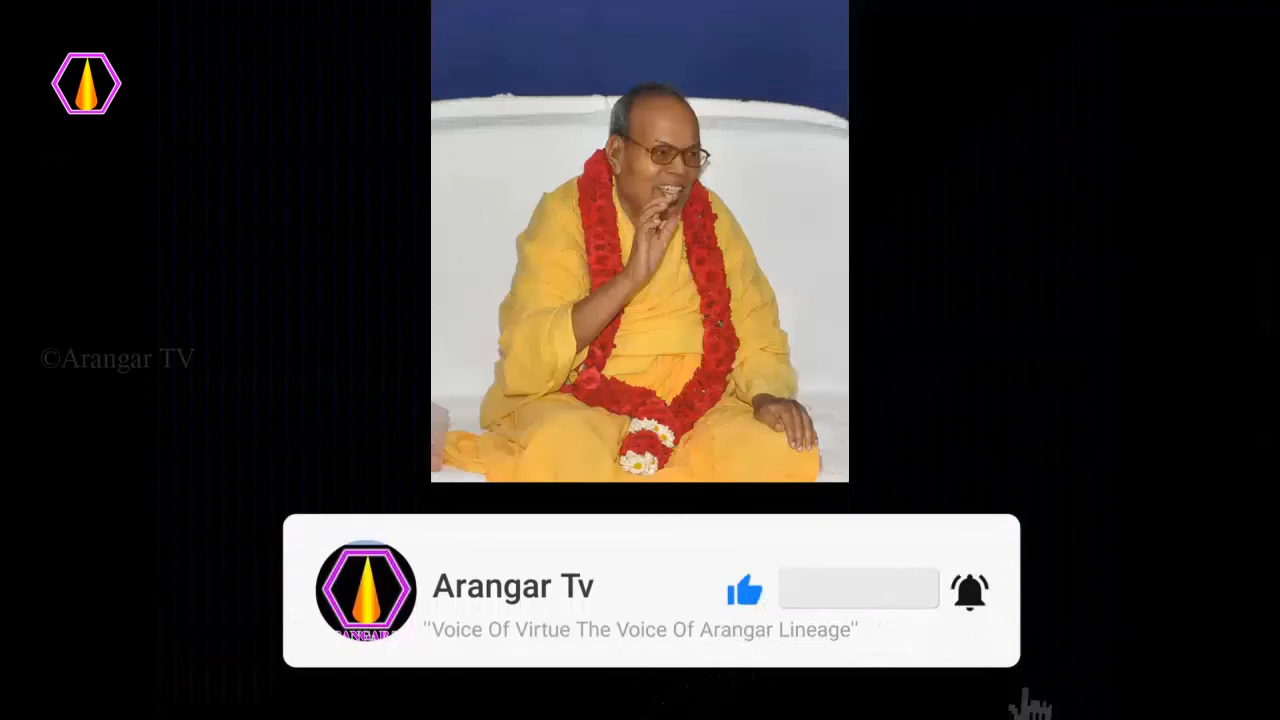 ©Arangar TV
Arangar Tv
"Voice Of Virtue The Voice Of Arangar Lineage"